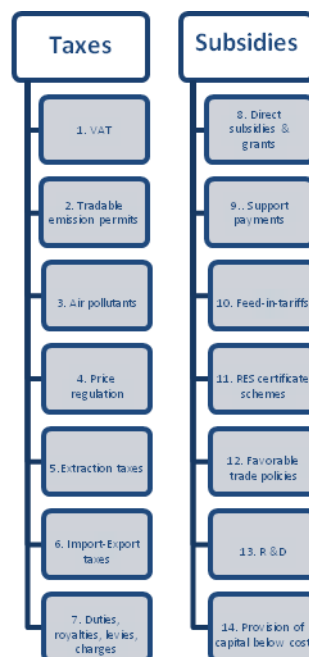 Taxes
1. VAT
2. Tradable
emission permits
3. Air pollutants
4. Price
regulation
5.Extraction taxes
6. Import-Export
taxes
7. Duties,
royalties, levies,
charges
Subsidies
8. Direct
subsidies &
grants
9.. Support
payments
10. Feed-in-tariffs
11. RES certificate
schemes
12. Favorable
trade policies
13. R &D
14. Provision of
capital below cost